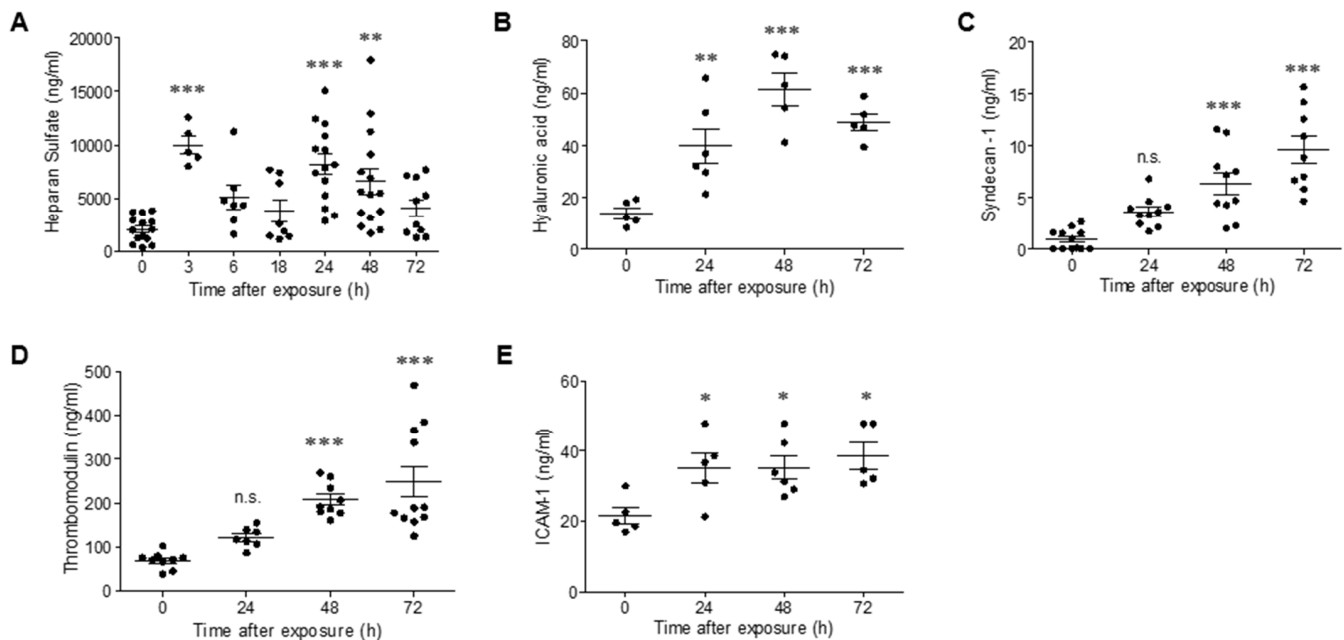 A
Heparan Sulfate (ng/ml)
20000
15000
10000
5000
0
***
***
**
0 3 6 18 24 48 72
Time after exposure (h)
B
Hyaluronic acid (ng/ml)
80
60
40
20
0
**
***
***
0 24 48 72
Time after exposure (h)
C
Syndecan -1 (ng/ml)
20
15
10
5
0
n.s.
***
***
0 24 48 72
Time after exposure (h)
D
Thrombomodulin (ng/ml)
500
400
300
200
100
0
n.s.
***
***
0 24 48 72
Time after exposure (h)
E
ICAM-1 (ng/ml)
60
40
20
0
*
*
*
0 24 48 72
Time after exposure (h)